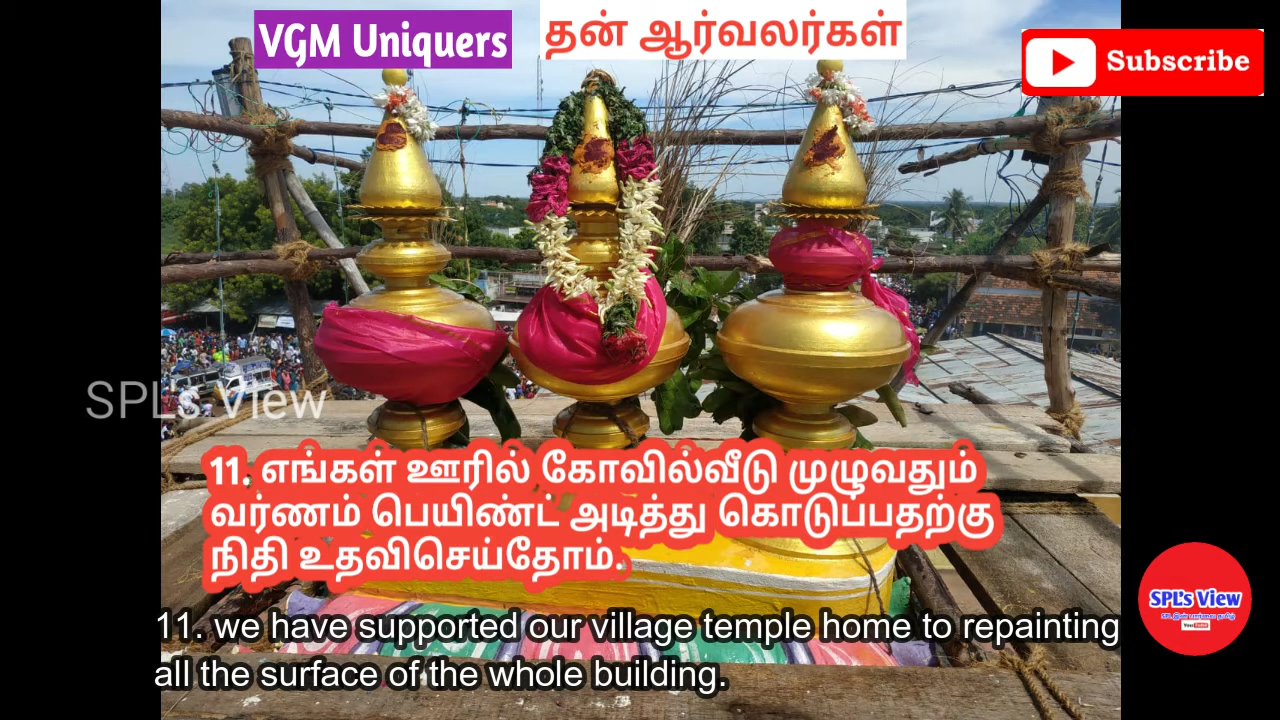 VGM Uniquers
தன் ஆர்வலர்கள்
Subscribe
SPL's View
11. எங்கள் ஊரில் கோவில்வீடு முழுவதும்
வர்ணம் பெயிண்ட் அடித்து கொடுப்பதற்கு
நிதி உதவிசெய்தோம்.
11. we have supported our village temple home to repainting
all the surface of the whole building.
SPL's View
YouTube